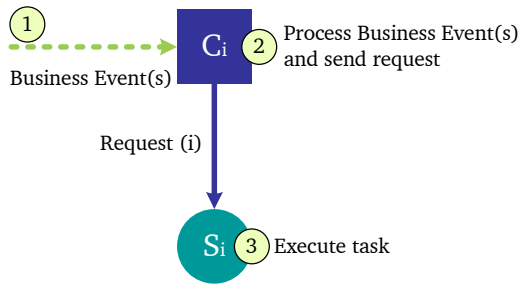 1
Business Event(s)
Ci
2
Process Business Event(s)
and send request
Request (i)
Si
3
Execute task